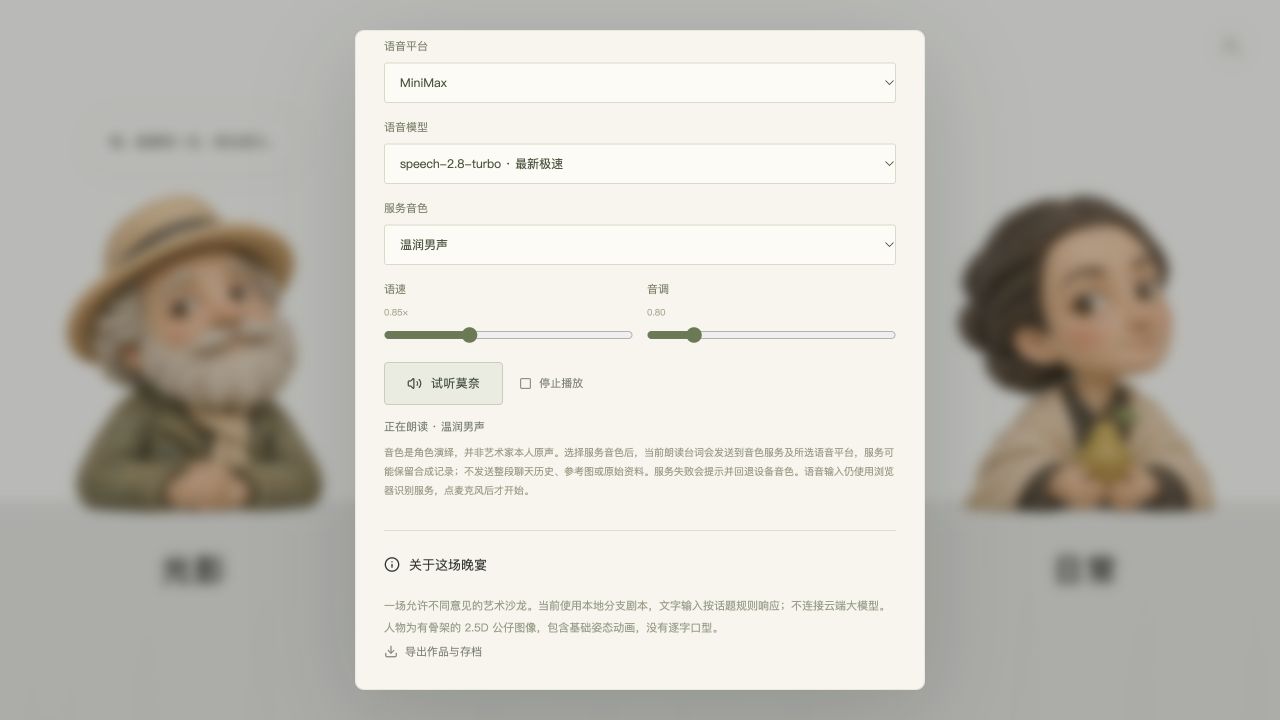 语音平台
MiniMax
语音模型
speech-2.8-turbo · 最新极速
服务音色
温润男声
语速
音调
0.85x
0.80
试听莫奈
停止播放
正在朗读 · 温润男声
音色是角色演绎，并非艺术家本人原声。选择服务音色后，当前朗读台词会发送到音色服务及所选语音平台，服务可
能保留合成记录；不发送整段聊天历史、参考图或原始资料。服务失败会提示并回退设备音色。语音输入仍使用浏览
器识别服务，点麦克风后才开始。
关于这场晚宴
一场允许不同意见的艺术沙龙。当前使用本地分支剧本，文字输入按话题规则响应；不连接云端大模型。
人物为有骨架的 2.5D 公仔图像，包含基础姿态动画，没有逐字口型。
导出作品与存档
光影
日常